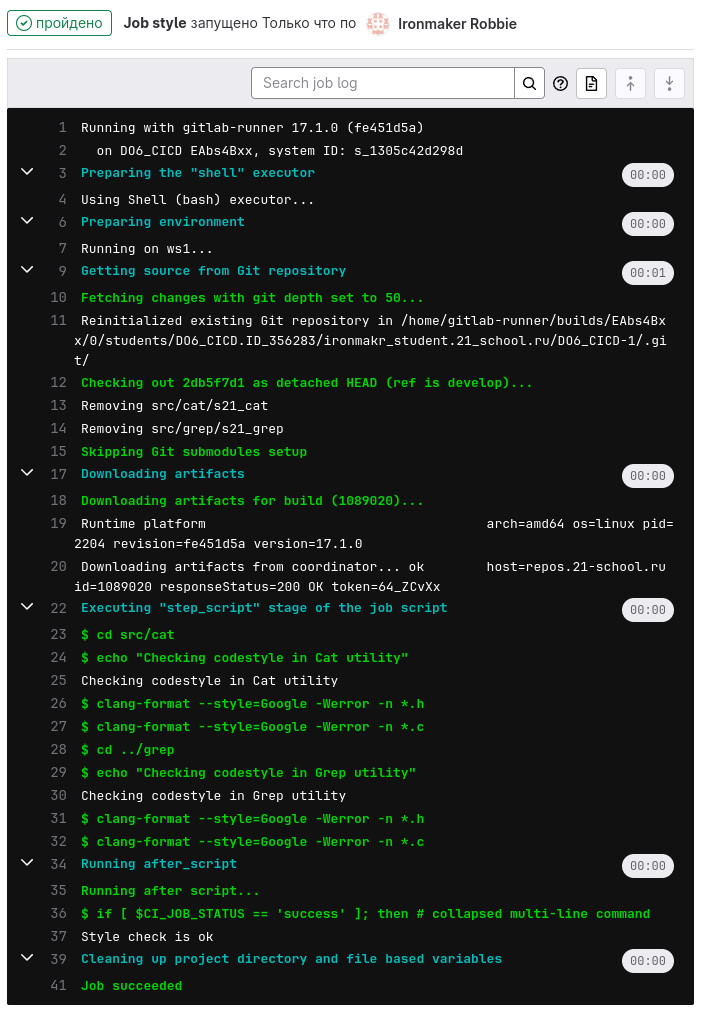 пройдено Job style запущено Только что по Ironmaker Robbie
Search job log
1 Running with gitlab-runner 17.1.0 (fe451d5a)
2 on DO6_CICD EAbs4Bxx, system ID: s_1305c42d298d
3 Preparing the "shell" executor 00:00
4 Using Shell (bash) executor...
6 Preparing environment 00:00
7 Running on ws1...
9 Getting source from Git repository 00:01
10 Fetching changes with git depth set to 50...
11 Reinitialized existing Git repository in /home/gitlab-runner/builds/EAbs4Bx
x/0/students/DO6_CICD.ID_356283/ironmakr_student.21_school.ru/DO6_CICD-1/.gi
t/
12 Checking out 2db5f7d1 as detached HEAD (ref is develop)...
13 Removing src/cat/s21_cat
14 Removing src/grep/s21_grep
15 Skipping Git submodules setup
17 Downloading artifacts 00:00
18 Downloading artifacts for build (1089020)...
19 Runtime platform arch=amd64 os=linux pid=
2204 revision=fe451d5a version=17.1.0
20 Downloading artifacts from coordinator... ok host=repos.21-school.ru
id=1089020 responseStatus=200 OK token=64_ZCvXx
22 Executing "step_script" stage of the job script 00:00
23 $ cd src/cat
24 $ echo "Checking codestyle in Cat utility"
25 Checking codestyle in Cat utility
26 $ clang-format --style=Google -Werror -n *.h
27 $ clang-format --style=Google -Werror -n *.c
28 $ cd ../grep
29 $ echo "Checking codestyle in Grep utility"
30 Checking codestyle in Grep utility
31 $ clang-format --style=Google -Werror -n *.h
32 $ clang-format --style=Google -Werror -n *.c
34 Running after_script 00:00
35 Running after script...
36 $ if [ $CI_JOB_STATUS == 'success' ]; then # collapsed multi-line command
37 Style check is ok
39 Cleaning up project directory and file based variables 00:00
41 Job succeeded